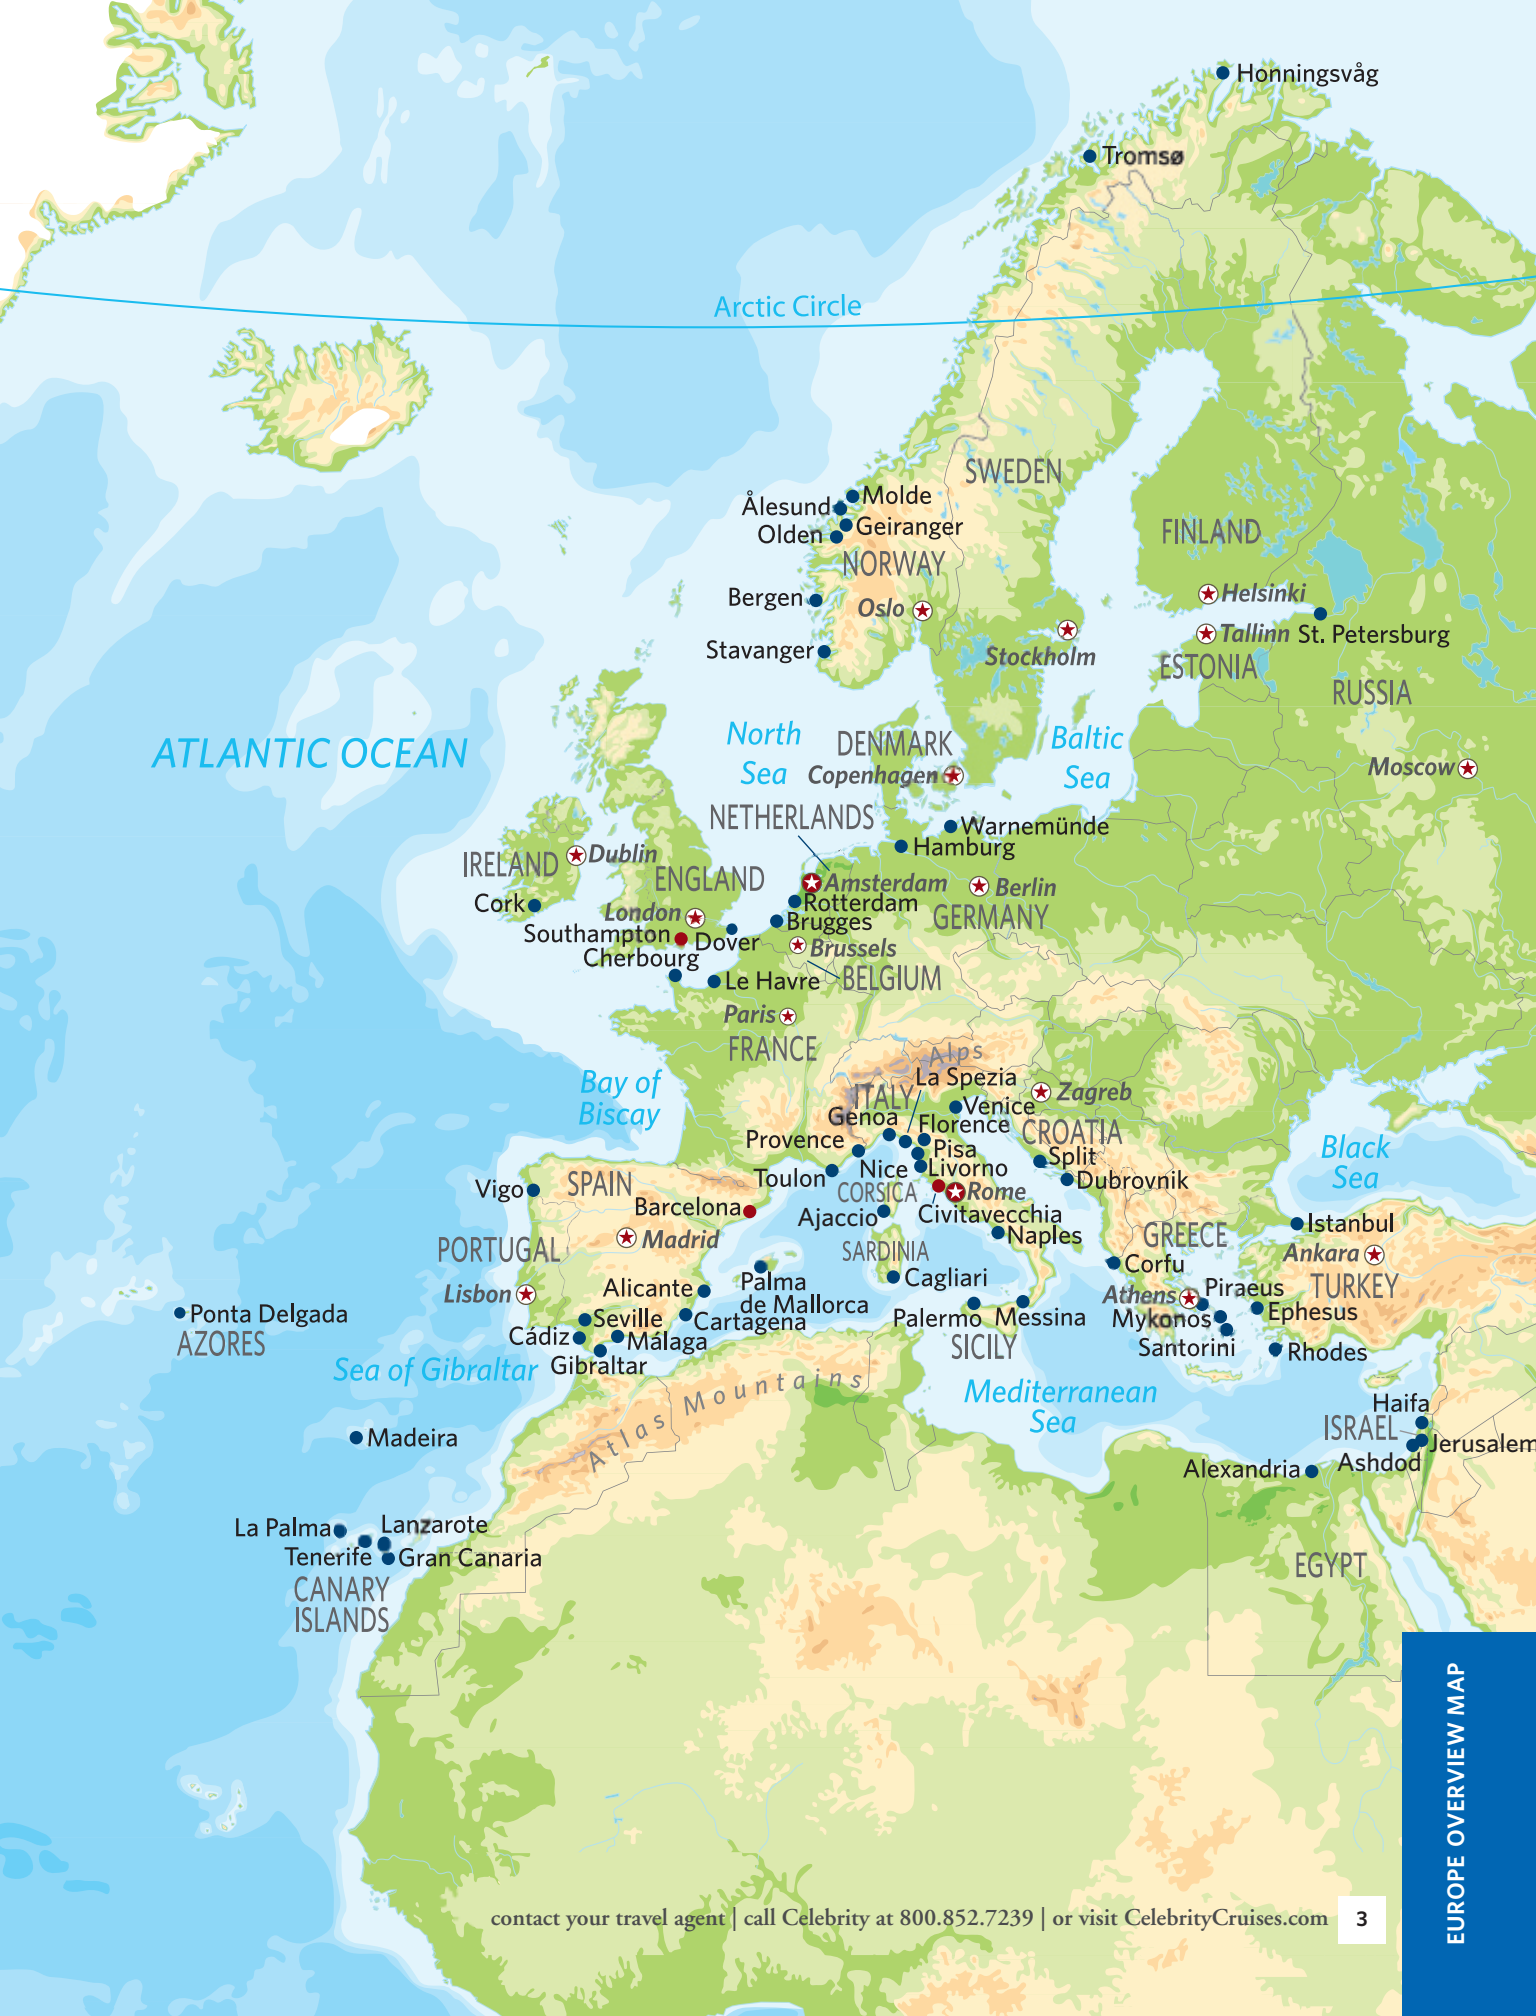 Honningsvåg
Tromsø
Arctic Circle
SWEDEN
Molde
Ålesund
Geiranger
Olden
FINLAND
NORWAY
Helsinki
Bergen
Oslo
Tallinn
St. Petersburg
Stavanger
Stockholm
ESTONIA
RUSSIA
ATLANTIC OCEAN
North
Sea
DENMARK
Baltic
Sea
Copenhagen
Moscow
NETHERLANDS
Warnemünde
Hamburg
IRELAND
Dublin
ENGLAND
Amsterdam
Berlin
Cork
London
Rotterdam
GERMANY
Southampton
Dover
Brugges
Cherbourg
Brussels
Le Havre
BELGIUM
Paris
FRANCE
Alps
Bay of
Biscay
La Spezia
ITALY
Zagreb
Venice
Genoa
Florence
CROATIA
Provence
Pisa
Black
Sea
Split
Toulon
Nice
Livorno
Dubrovnik
Vigo
SPAIN
CORSICA
Rome
Barcelona
Ajaccio
Civitavecchia
Istanbul
Madrid
Naples
GREECE
PORTUGAL
SARDINIA
Ankara
Corfu
Lisbon
Alicante
Palma
de Mallorca
Cagliari
Athens
Piraeus
TURKEY
Ponta Delgada
AZORES
Seville
Cartagena
Palermo
Messina
Mykonos
Ephesus
Cádiz
Málaga
SICILY
Santorini
Rhodes
Sea of Gibraltar
Gibraltar
Atlas Mountains
Mediterranean
Sea
Haifa
ISRAEL
Madeira
Jerusalem
Alexandria
Ashdod
La Palma
Lanzarote
Tenerife
Gran Canaria
CANARY
ISLANDS
EGYPT
EUROPE OVERVIEW MAP
contact your travel agent | call Celebrity at 800.852.7239 | or visit CelebrityCruises.com
3